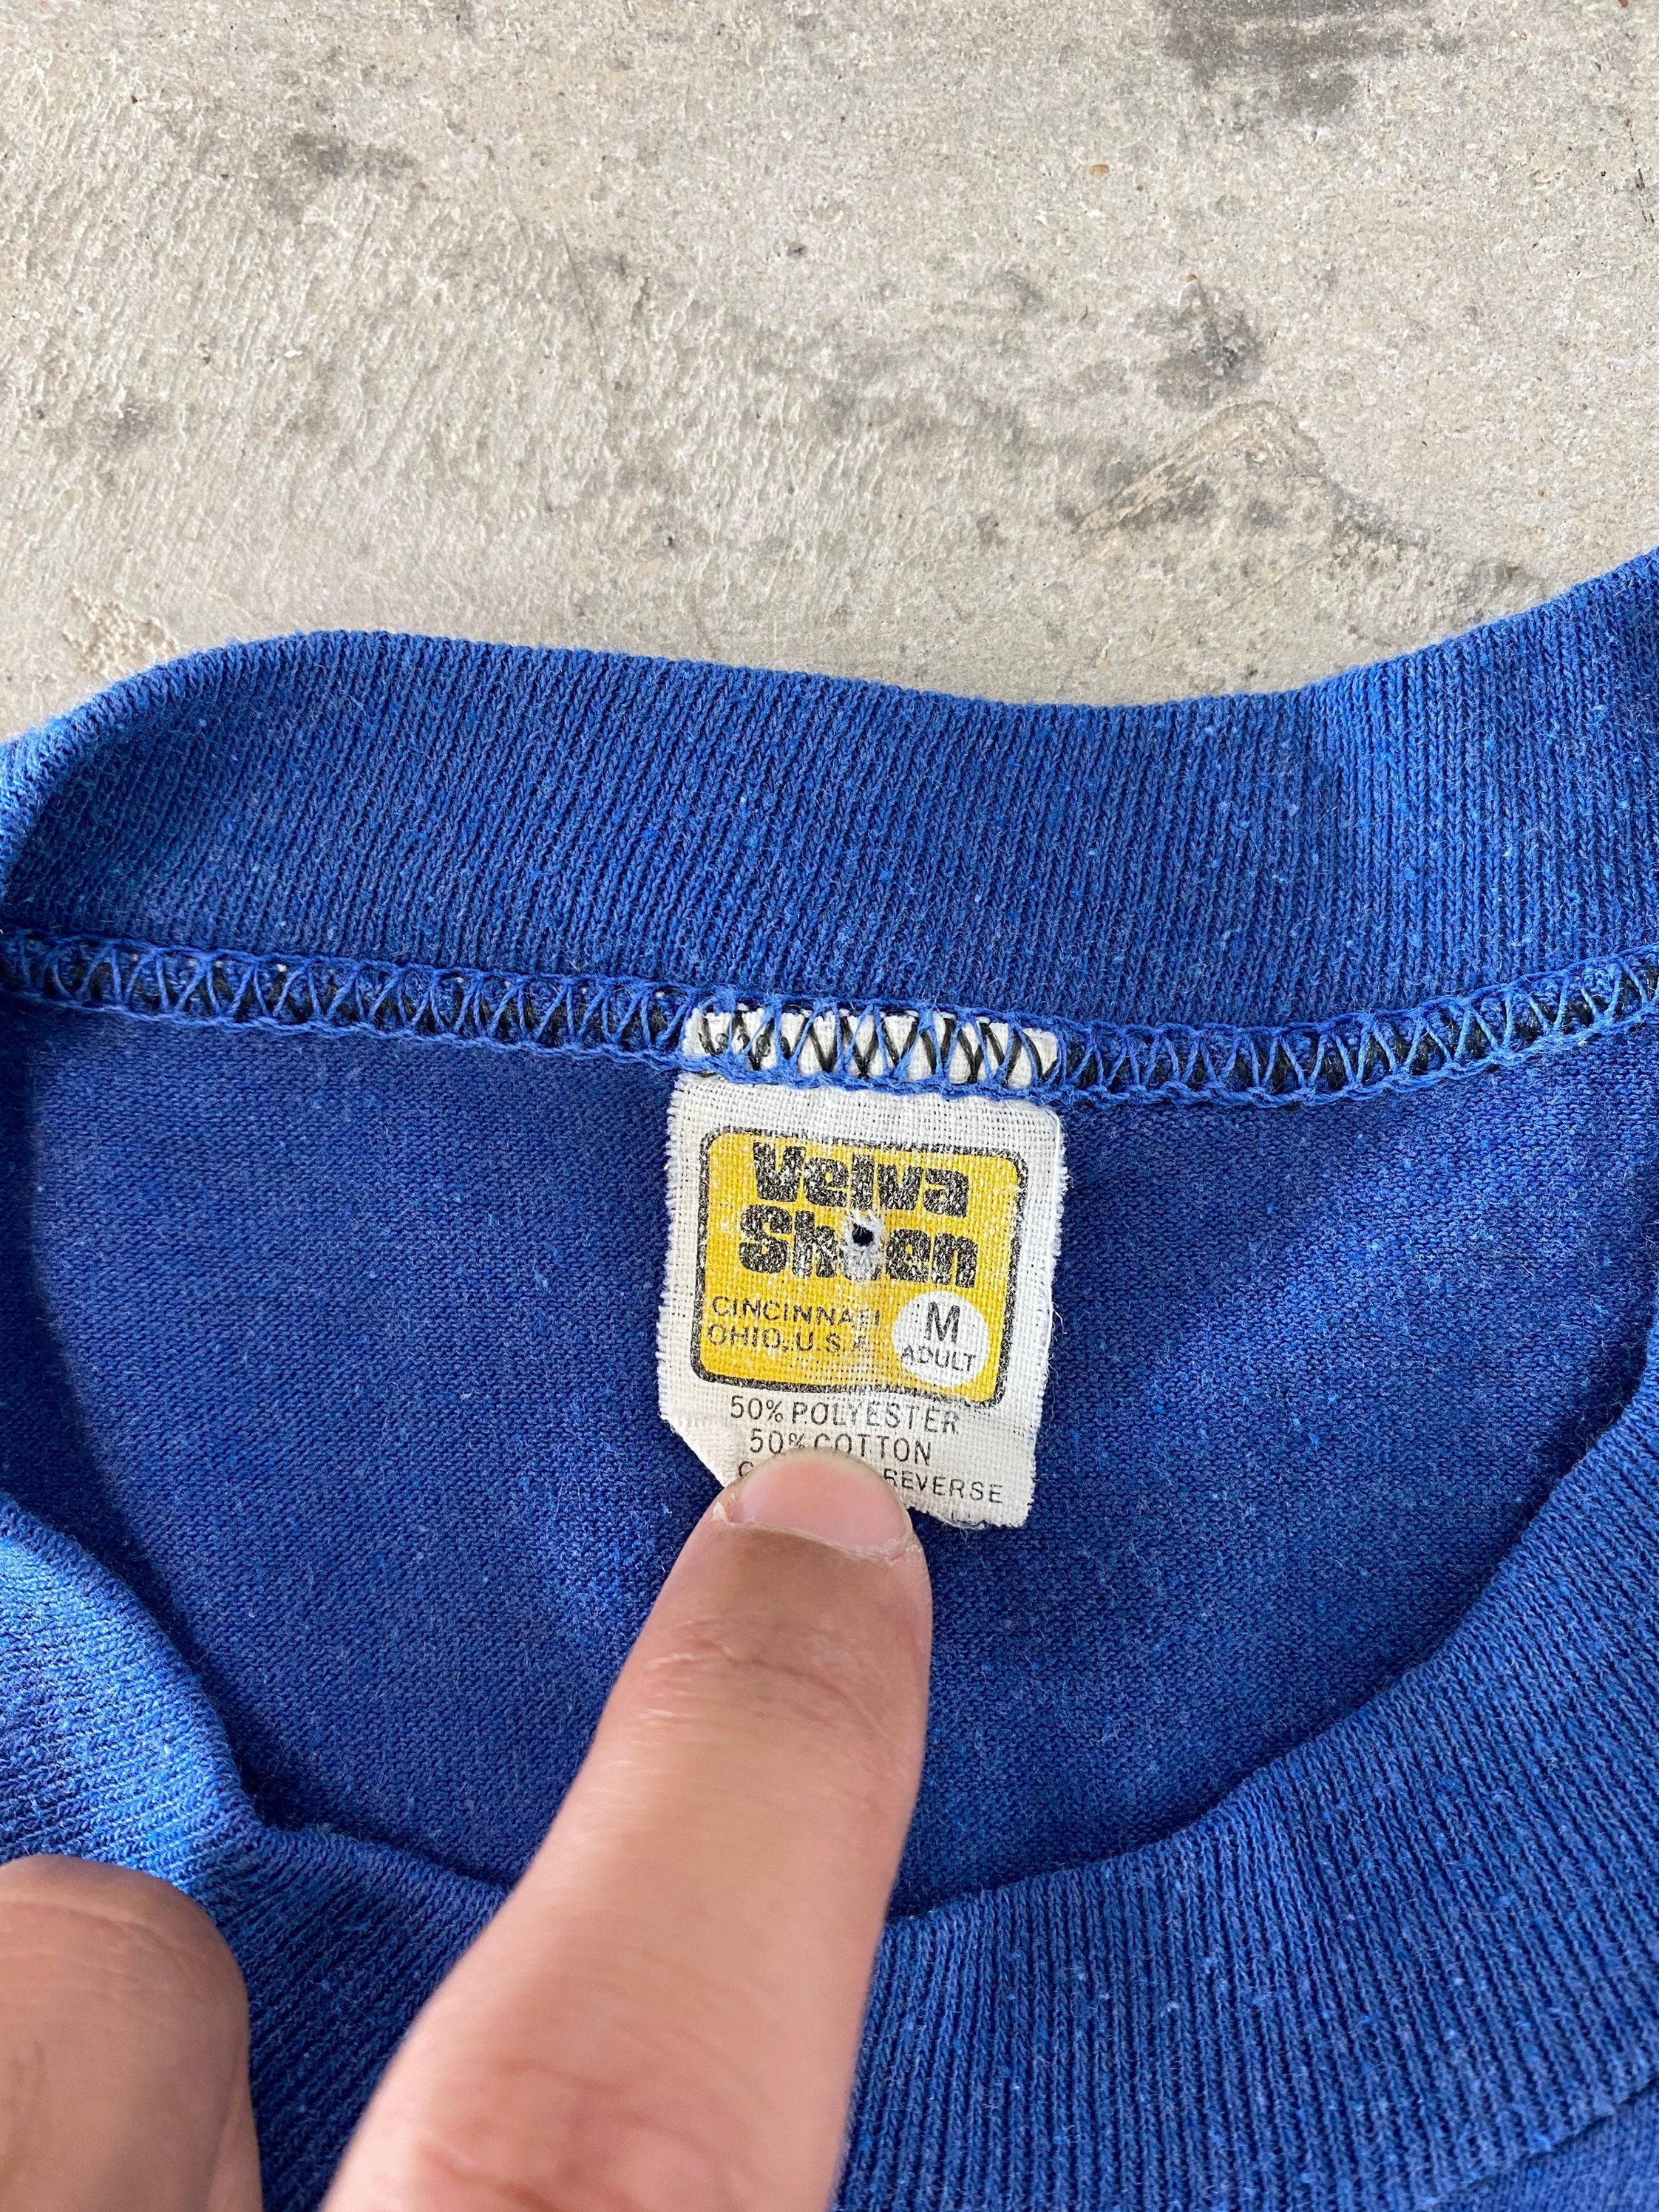 Velva
Sheen
CINCINNATI
OHIO, U.S.A.
M
ADULT
50% POLYESTER
50% COTTON
REVERSE